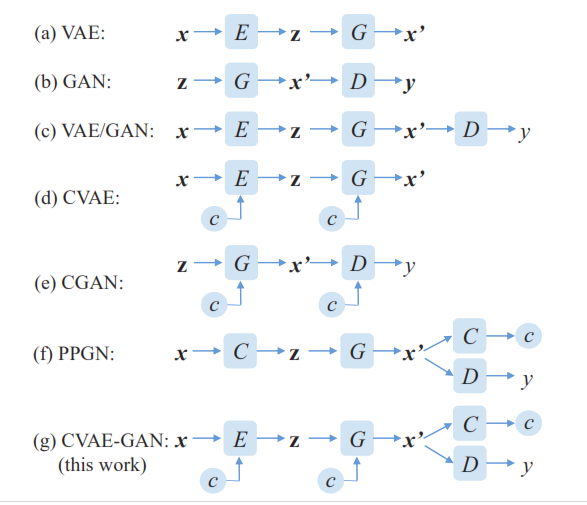 (a) VAE: x E z G x’
(b) GAN: z G x’ D y
(c) VAE/GAN: x E z G x’ D y
(d) CVAE: x E z G x’
c c
(e) CGAN: z G x’ D y
c c
(f) PPGN: x C z G x’ C c
D y
(g) CVAE-GAN: x E z G x’ C c
(this work) D y
c c